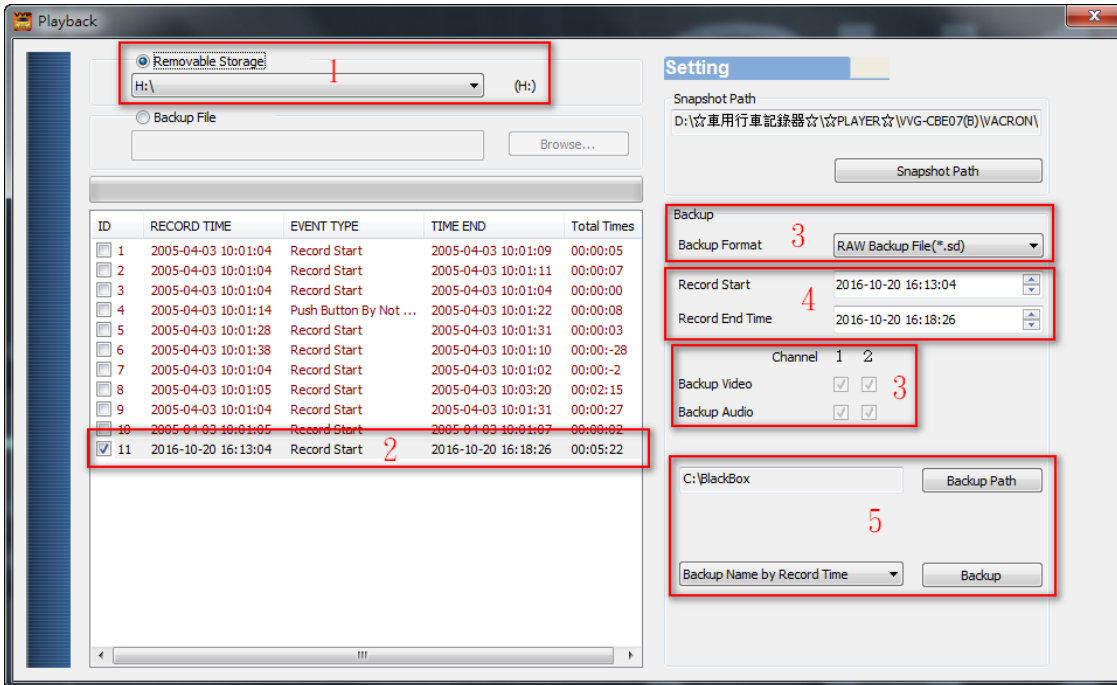 Playback
Removable Storage
1
H:\
(H:)
Backup File
Browse...
ID RECORD TIME EVENT TYPE TIME END Total Times
1 2005-04-03 10:01:04 Record Start 2005-04-03 10:01:09 00:00:05
2 2005-04-03 10:01:04 Record Start 2005-04-03 10:01:11 00:00:07
3 2005-04-03 10:01:04 Record Start 2005-04-03 10:01:04 00:00:00
4 2005-04-03 10:01:14 Push Button By Not ... 2005-04-03 10:01:22 00:00:08
5 2005-04-03 10:01:28 Record Start 2005-04-03 10:01:31 00:00:03
6 2005-04-03 10:01:38 Record Start 2005-04-03 10:01:10 00:00:-28
7 2005-04-03 10:01:04 Record Start 2005-04-03 10:01:02 00:00:-2
8 2005-04-03 10:01:05 Record Start 2005-04-03 10:03:20 00:02:15
9 2005-04-03 10:01:04 Record Start 2005-04-03 10:01:31 00:00:27
10 2005-04-03 10:01:05 Record Start 2005-04-03 10:01:07 00:00:02
11 2016-10-20 16:13:04 Record Start 2 2016-10-20 16:18:26 00:05:22
Setting
Snapshot Path
D:\☆車用行車記錄器☆\☆PLAYER☆\VVG-CBE07(B)\VACRON\
Snapshot Path
Backup
Backup Format 3 RAW Backup File(*.sd)
Record Start 2016-10-20 16:13:04
4
Record End Time 2016-10-20 16:18:26
Channel 1 2
Backup Video
3
Backup Audio
C:\BlackBox Backup Path
5
Backup Name by Record Time Backup